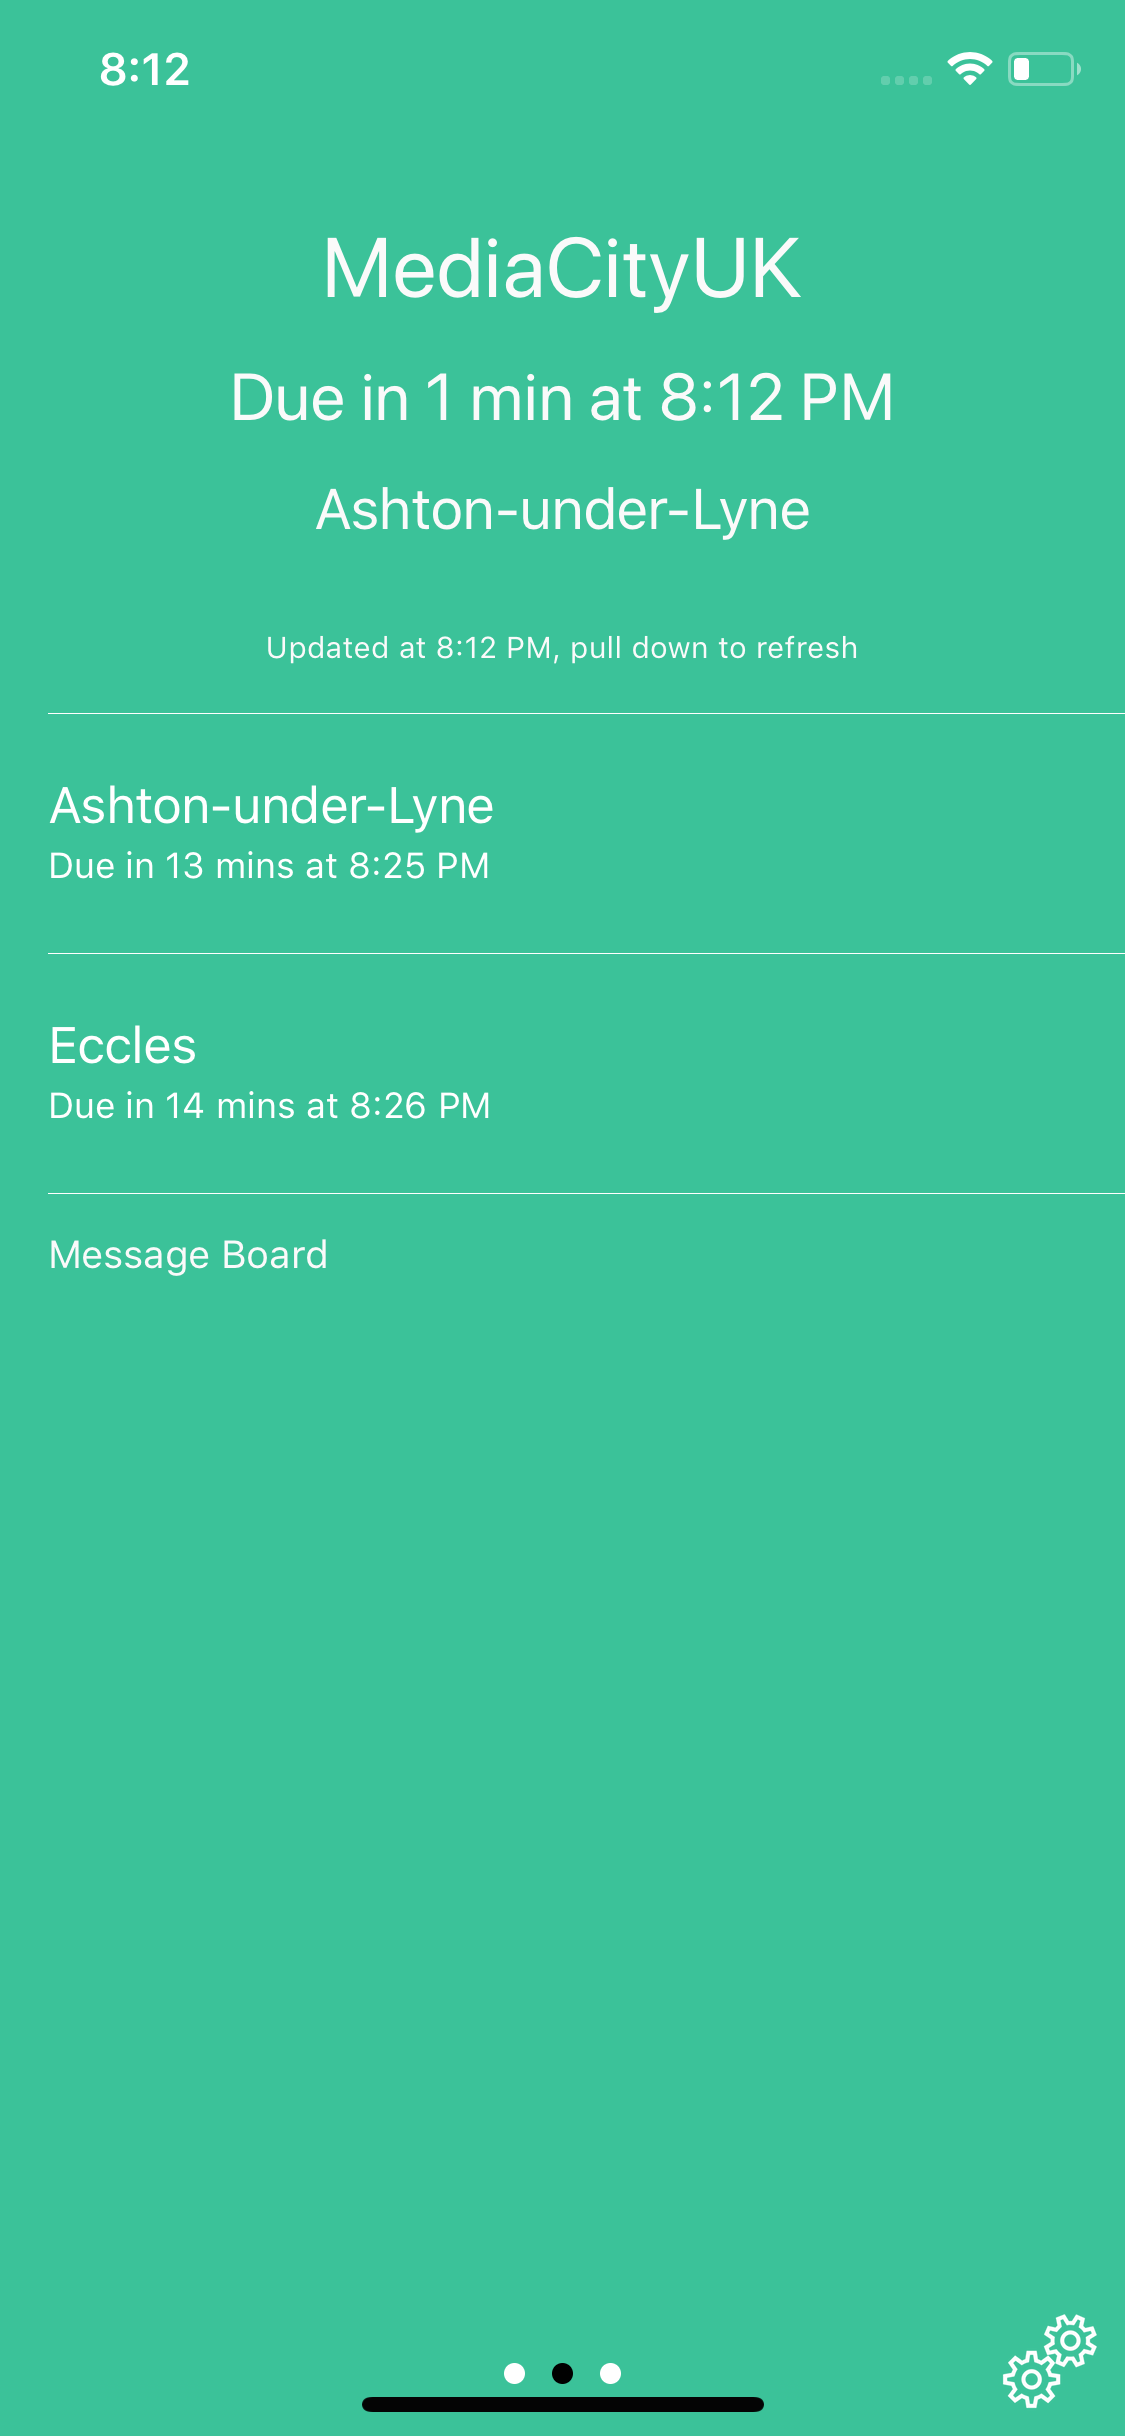 8:12
MediaCityUK
Due in 1 min at 8:12 PM
Ashton-under-Lyne
Updated at 8:12 PM, pull down to refresh
Ashton-under-Lyne
Due in 13 mins at 8:25 PM
Eccles
Due in 14 mins at 8:26 PM
Message Board